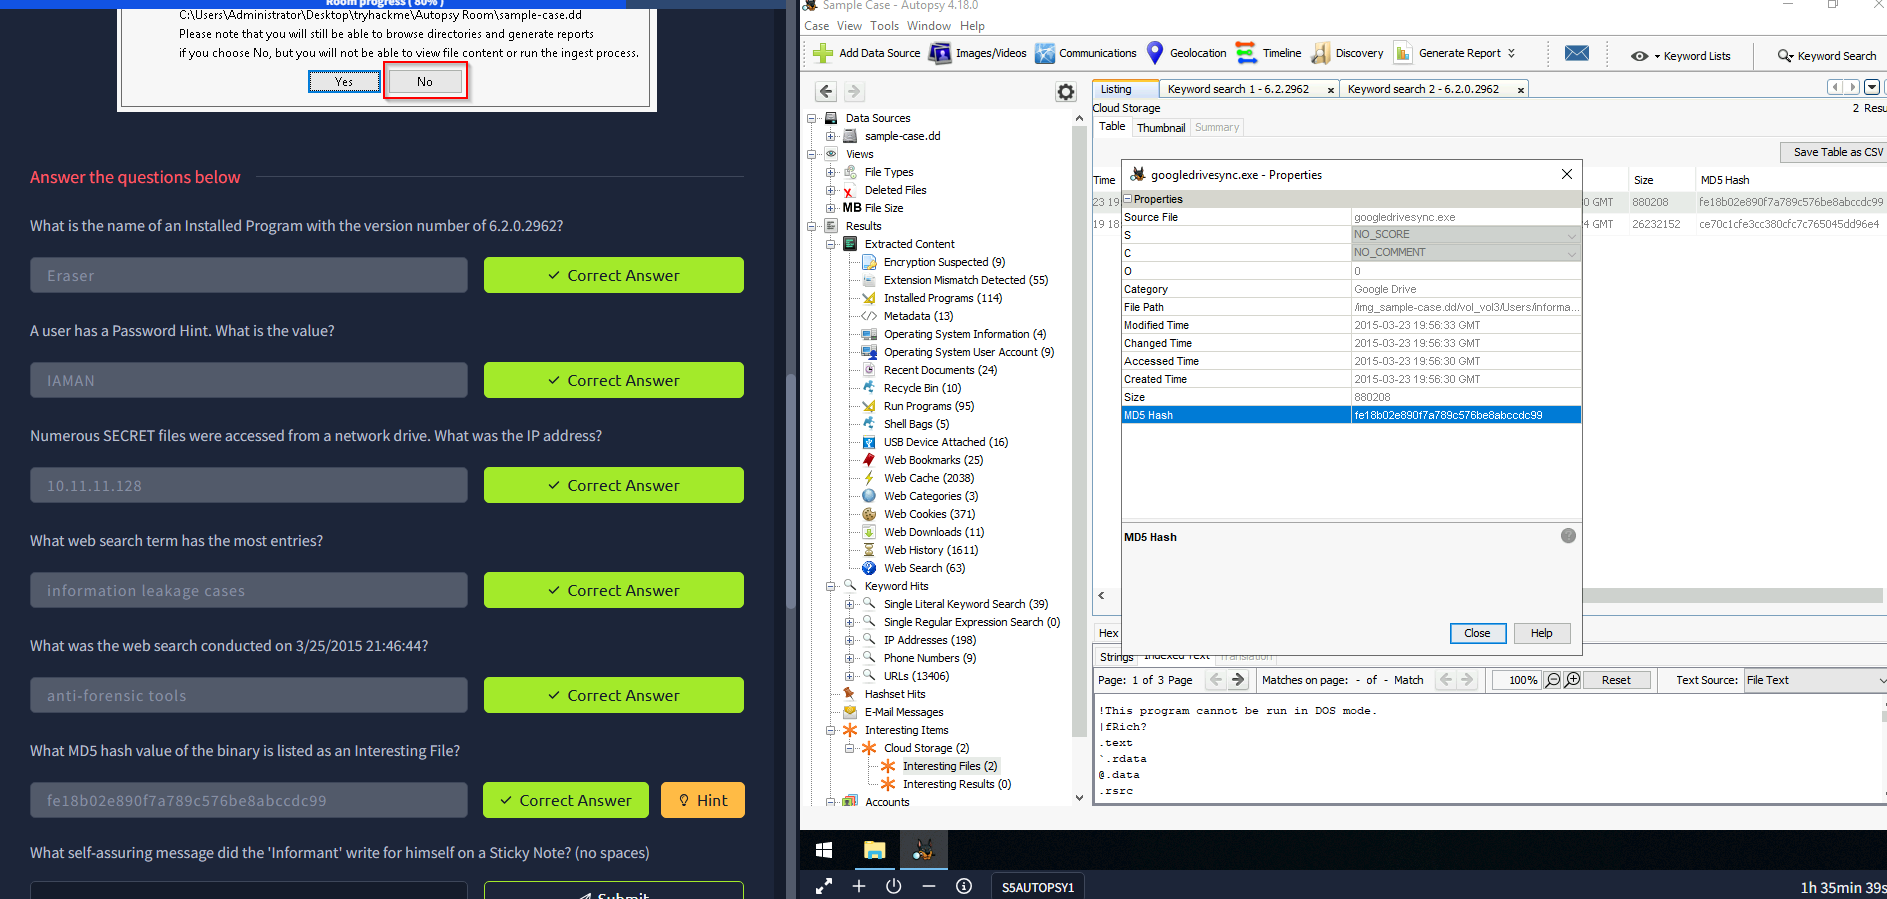 Room progress ( 80% )
C:\Users\Administrator\Desktop\tryhackme\Autopsy Room\sample-case.dd
Please note that you will still be able to browse directories and generate reports
if you choose No, but you will not be able to view file content or run the ingest process.
Yes No
Answer the questions below
What is the name of an Installed Program with the version number of 6.2.0.2962?
Eraser
Correct Answer
A user has a Password Hint. What is the value?
IAMAN
Correct Answer
Numerous SECRET files were accessed from a network drive. What was the IP address?
10.11.11.128
Correct Answer
What web search term has the most entries?
information leakage cases
Correct Answer
What was the web search conducted on 3/25/2015 21:46:44?
anti-forensic tools
Correct Answer
What MD5 hash value of the binary is listed as an Interesting File?
fe18b02e890f7a789c576be8abccdc99
Correct Answer
Hint
What self-assuring message did the 'Informant' write for himself on a Sticky Note? (no spaces)
Submit
Sample Case - Autopsy 4.18.0
Case View Tools Window Help
Add Data Source Images/Videos Communications Geolocation Timeline Discovery Generate Report Keyword Lists Keyword Search
Data Sources
sample-case.dd
Views
File Types
Deleted Files
MB File Size
Results
Extracted Content
Encryption Suspected (9)
Extension Mismatch Detected (55)
Installed Programs (114)
Metadata (13)
Operating System Information (4)
Operating System User Account (9)
Recent Documents (24)
Recycle Bin (10)
Run Programs (95)
Shell Bags (5)
USB Device Attached (16)
Web Bookmarks (25)
Web Cache (2038)
Web Categories (3)
Web Cookies (371)
Web Downloads (11)
Web History (1611)
Web Search (63)
Keyword Hits
Single Literal Keyword Search (39)
Single Regular Expression Search (0)
IP Addresses (198)
Phone Numbers (9)
URLs (13406)
Hashset Hits
E-Mail Messages
Interesting Items
Cloud Storage (2)
Interesting Files (2)
Interesting Results (0)
Accounts
Listing Keyword search 1 - 6.2.2962 x Keyword search 2 - 6.2.0.2962 x
Cloud Storage 2 Resu
Table Thumbnail Summary
Save Table as CSV
Time Size MD5 Hash
23 19 0 GMT 880208 fe18b02e890f7a789c576be8abccdc99
19 18 4 GMT 26232152 ce70c1cfe3cc380cfc7c765045dd96e4
googledrivesync.exe - Properties
Properties
Source File googledrivesync.exe
S NO_SCORE
C NO_COMMENT
O 0
Category Google Drive
File Path /img_sample-case.dd/vol_vol3/Users/informa...
Modified Time 2015-03-23 19:56:33 GMT
Changed Time 2015-03-23 19:56:33 GMT
Accessed Time 2015-03-23 19:56:30 GMT
Created Time 2015-03-23 19:56:30 GMT
Size 880208
MD5 Hash fe18b02e890f7a789c576be8abccdc99
MD5 Hash
?
Close Help
Hex
Strings Indexed Text Translation
Page: 1 of 3 Page Matches on page: - of - Match 100% Reset Text Source: File Text
!This program cannot be run in DOS mode.
|fRich?
.text
`.rdata
@.data
.rsrc
S5AUTOPSY1
1h 35min 39s